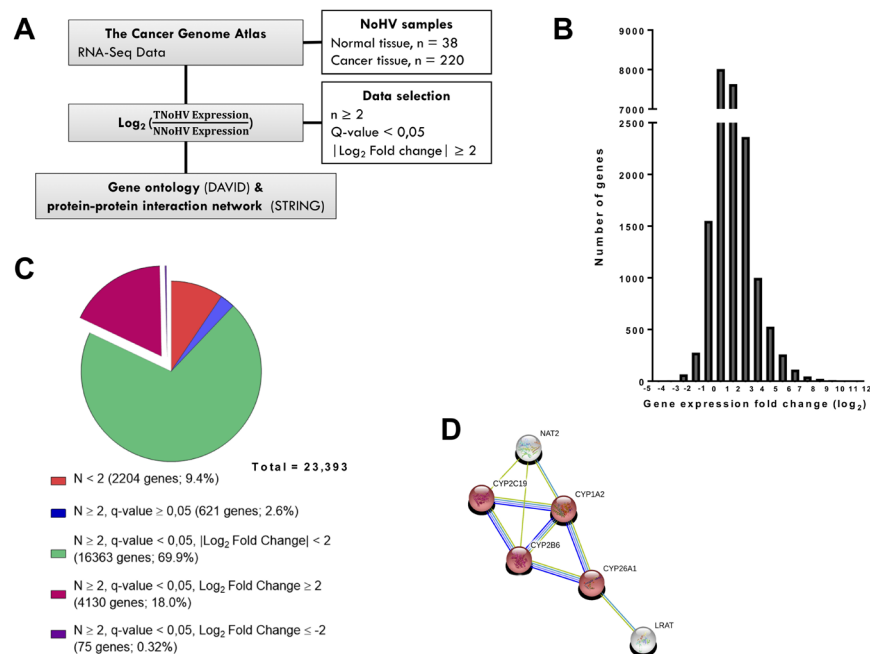 A
The Cancer Genome Atlas
RNA-Seq Data
NoHV samples
Normal tissue, n = 38
Cancer tissue, n = 220
Log2 (TNoHV Expression / NNoHV Expression)
Data selection
n ≥ 2
Q-value < 0,05
|Log2 Fold change| ≥ 2
Gene ontology (DAVID) &
protein-protein interaction network (STRING)
B
9000
8000
7000
2500
2000
1500
1000
500
0
Number of genes
-5 -4 -3 -2 -1 0 1 2 3 4 5 6 7 8 9 10 11 12
Gene expression fold change (log2)
C
Total = 23,393
N < 2 (2204 genes; 9.4%)
N ≥ 2, q-value ≥ 0,05 (621 genes; 2.6%)
N ≥ 2, q-value < 0,05, |Log2 Fold Change| < 2
(16363 genes; 69.9%)
N ≥ 2, q-value < 0,05, Log2 Fold Change ≥ 2
(4130 genes; 18.0%)
N ≥ 2, q-value < 0,05, Log2 Fold Change ≤ -2
(75 genes; 0.32%)
D
NAT2
CYP2C19
CYP1A2
CYP2B6
CYP26A1
LRAT